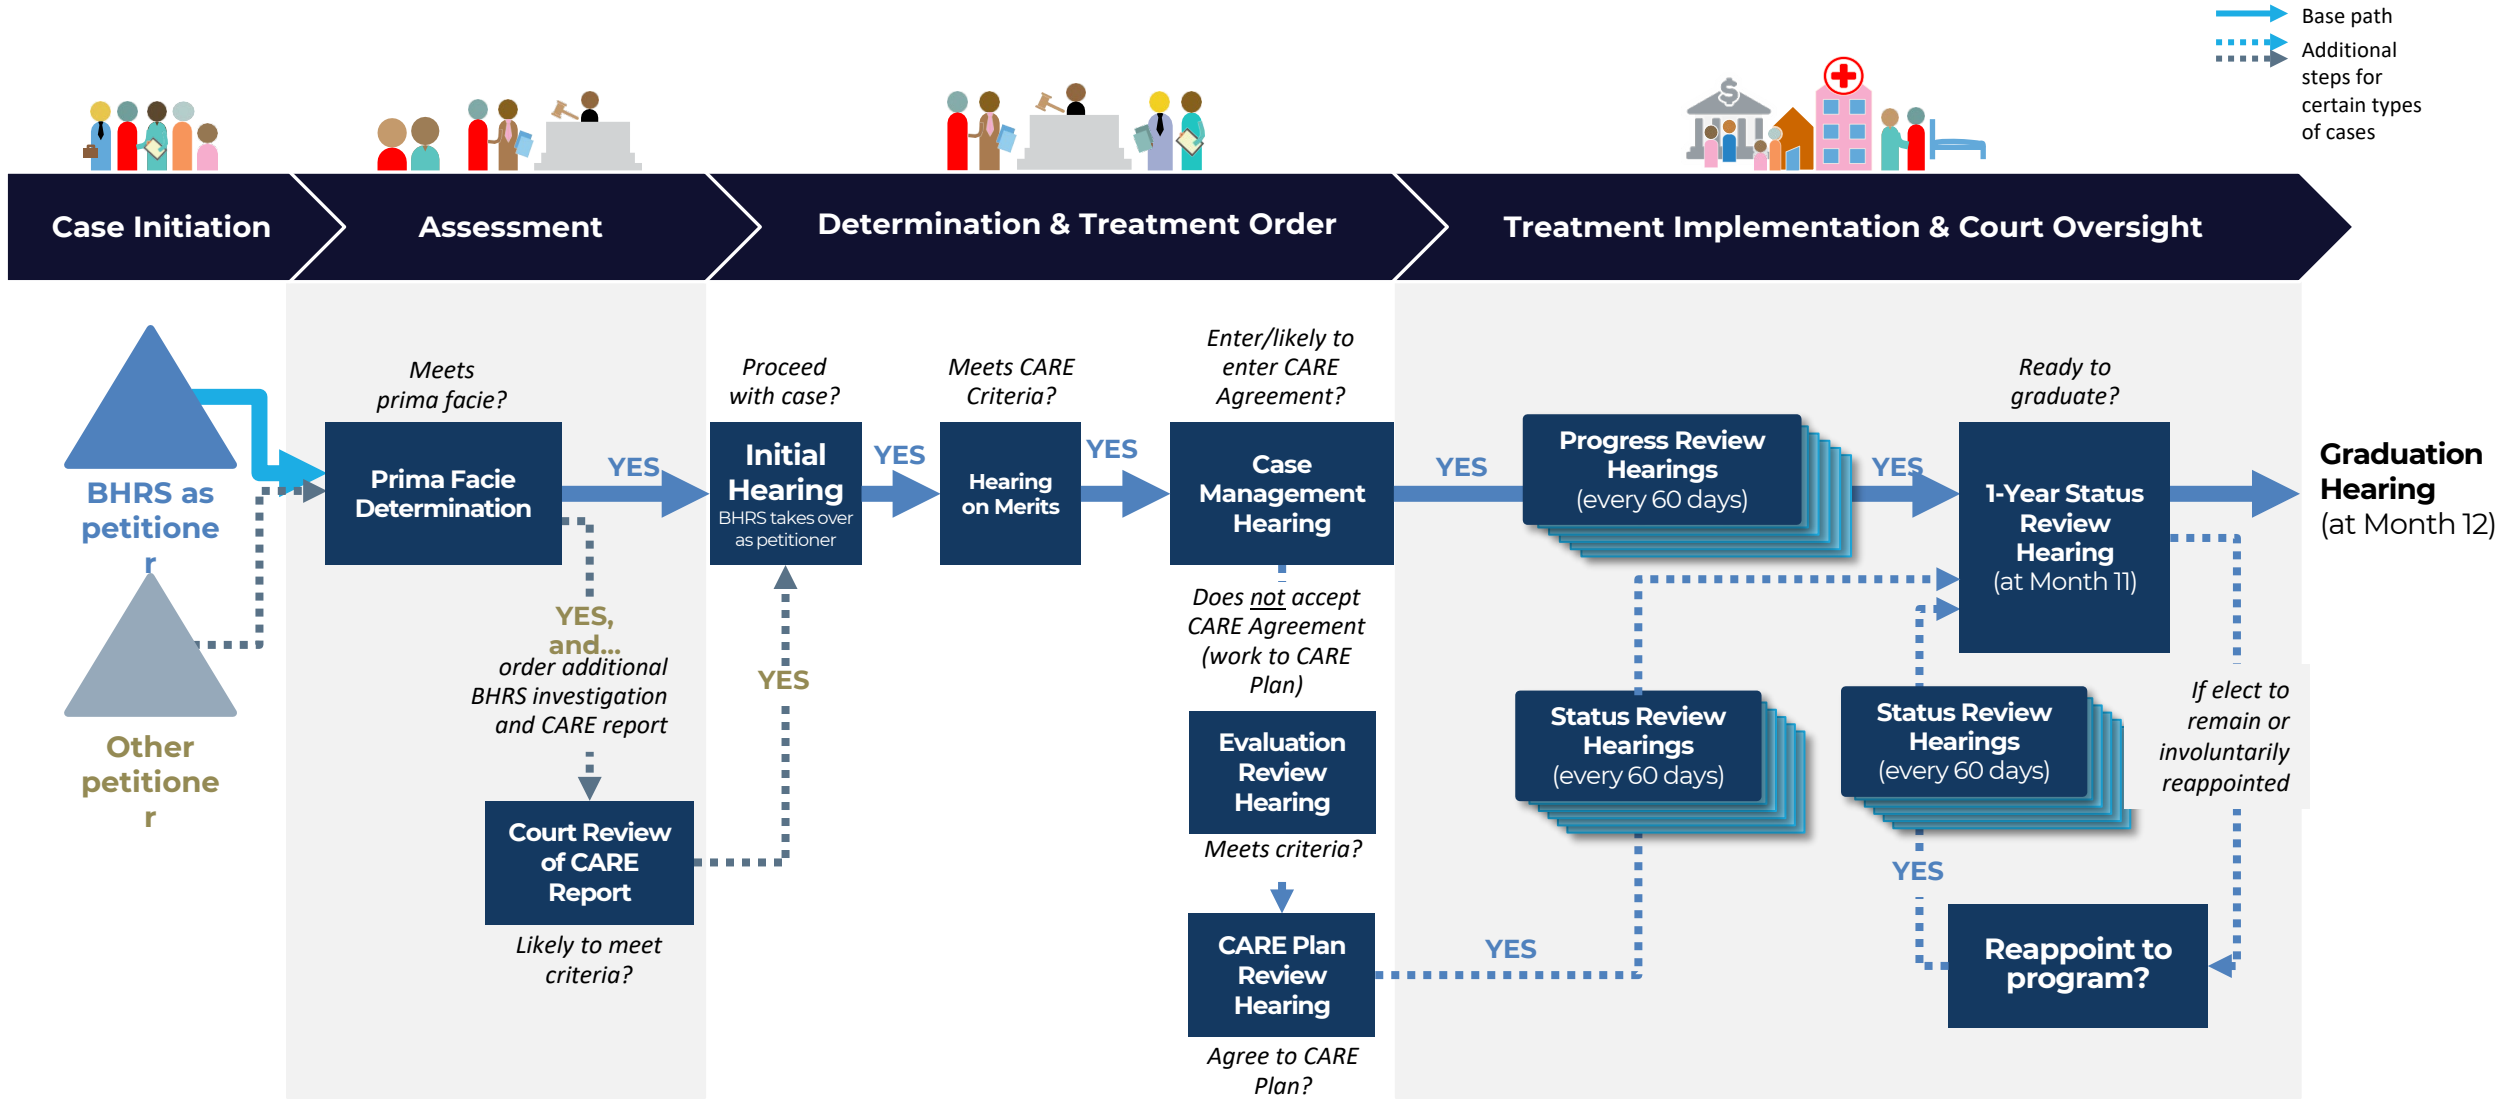 Base path
Additional
steps for
certain types
of cases
$
Case Initiation
Assessment
Determination & Treatment Order
Treatment Implementation & Court Oversight
BHRS as
petitione
r
Other
petitione
r
Meets
prima facie?
Prima Facie
Determination
YES
YES,
and...
order additional
BHRS investigation
and CARE report
Court Review
of CARE
Report
Likely to meet
criteria?
YES
Proceed
with case?
Initial
Hearing
BHRS takes over
as petitioner
YES
Meets CARE
Criteria?
Hearing
on Merits
YES
Enter/likely to
enter CARE
Agreement?
Case
Management
Hearing
Does not accept
CARE Agreement
(work to CARE
Plan)
Evaluation
Review
Hearing
Meets criteria?
CARE Plan
Review
Hearing
Agree to CARE
Plan?
YES
YES
Progress Review
Hearings
(every 60 days)
YES
Status Review
Hearings
(every 60 days)
Status Review
Hearings
(every 60 days)
YES
Ready to
graduate?
1-Year Status
Review
Hearing
(at Month 11)
If elect to
remain or
involuntarily
reappointed
Reappoint to
program?
Graduation
Hearing
(at Month 12)